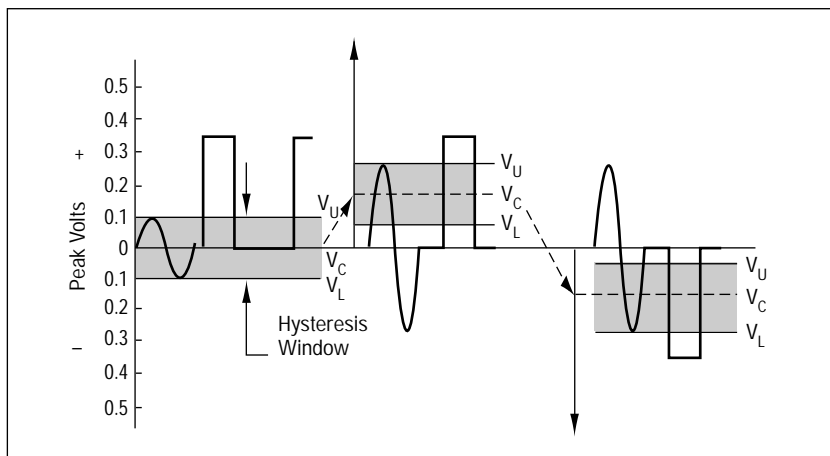 0.5
0.4
0.3
0.2
0.1
0
0.1
0.2
0.3
0.4
0.5
+
Peak Volts
–
V_U
V_C
V_L
Hysteresis
Window
V_U
V_C
V_L
V_U
V_C
V_L